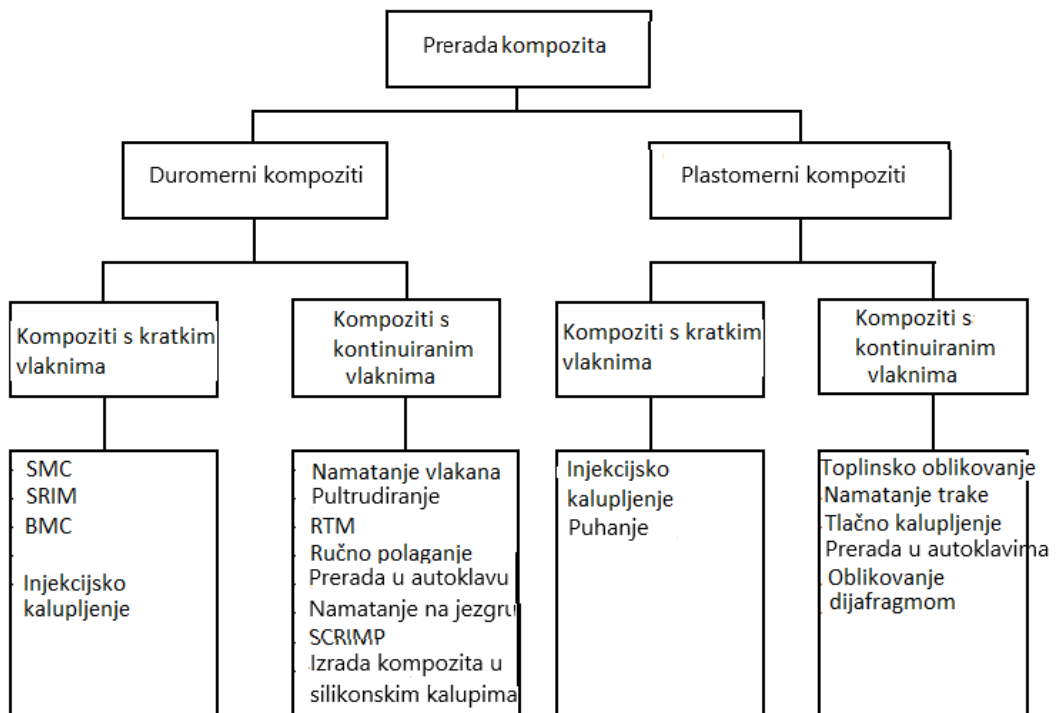 Prerada kompozita
Duromerni kompoziti
Plastomerni kompoziti
Kompoziti s kratkim
vlaknima
Kompoziti s
kontinuiranim
vlaknima
Kompoziti s kratkim
vlaknima
Kompoziti s
kontinuiranim
vlaknima
SMC
SRIM
BMC
Injekcijsko
kalupljenje
Namatanje vlakana
Pultrudiranje
RTM
Ručno polaganje
Prerada u autoklavu
Namatanje na jezgru
SCRIMP
Izrada kompozita u
silikonskim kalupima
Injekcijsko
kalupljenje
Puhanje
Toplinsko oblikovanje
Namatanje trake
Tlačno kalupljenje
Prerada u autoklavima
Oblikovanje
dijafragmom